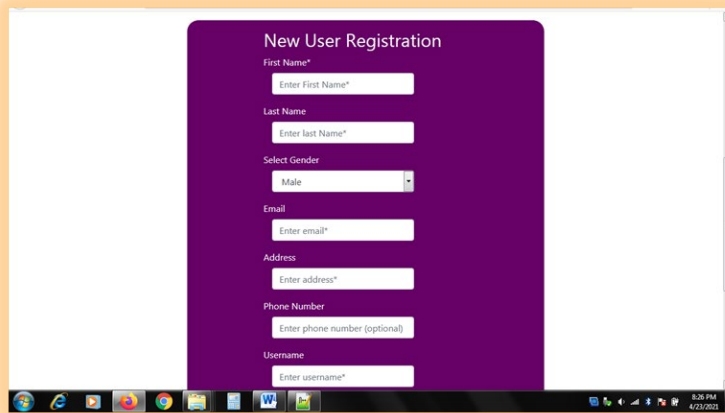 New User Registration
First Name*
Enter First Name*
Last Name
Enter last Name*
Select Gender
Male
Email
Enter email*
Address
Enter address*
Phone Number
Enter phone number (optional)
Username
Enter username*
8:26 PM
4/23/2021